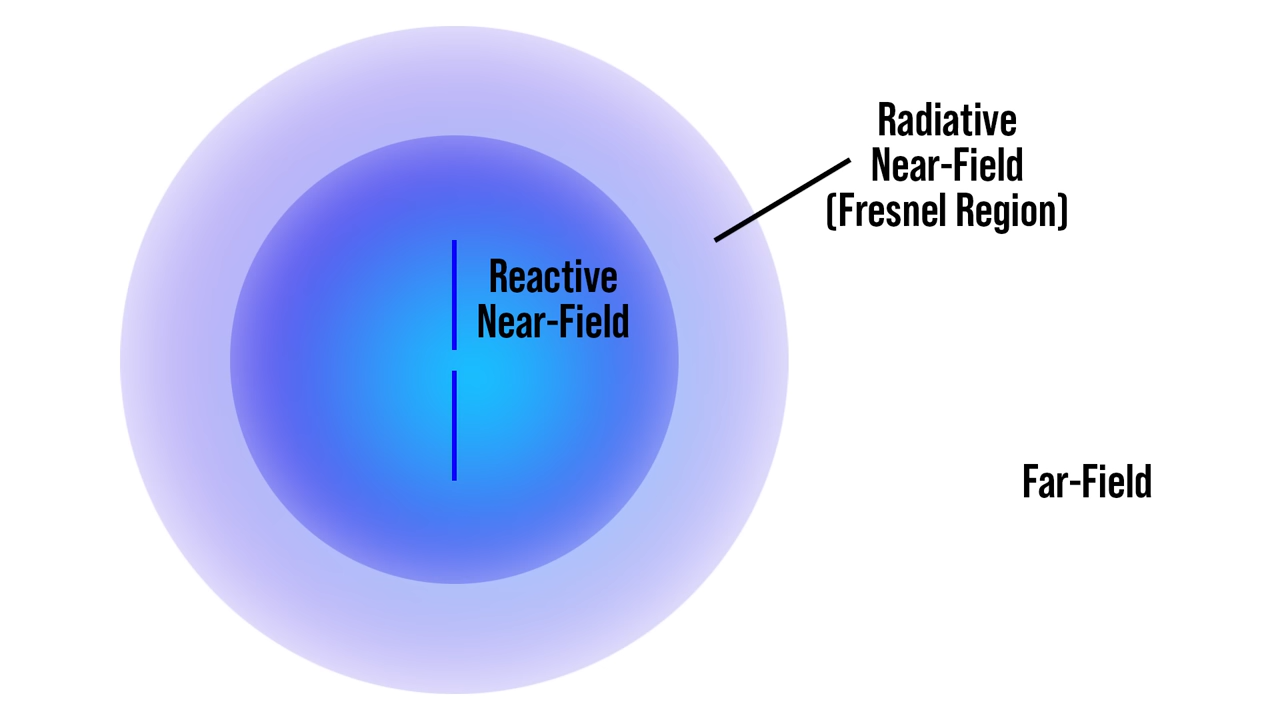 Radiative
Near-Field
(Fresnel Region)
Reactive
Near-Field
Far-Field